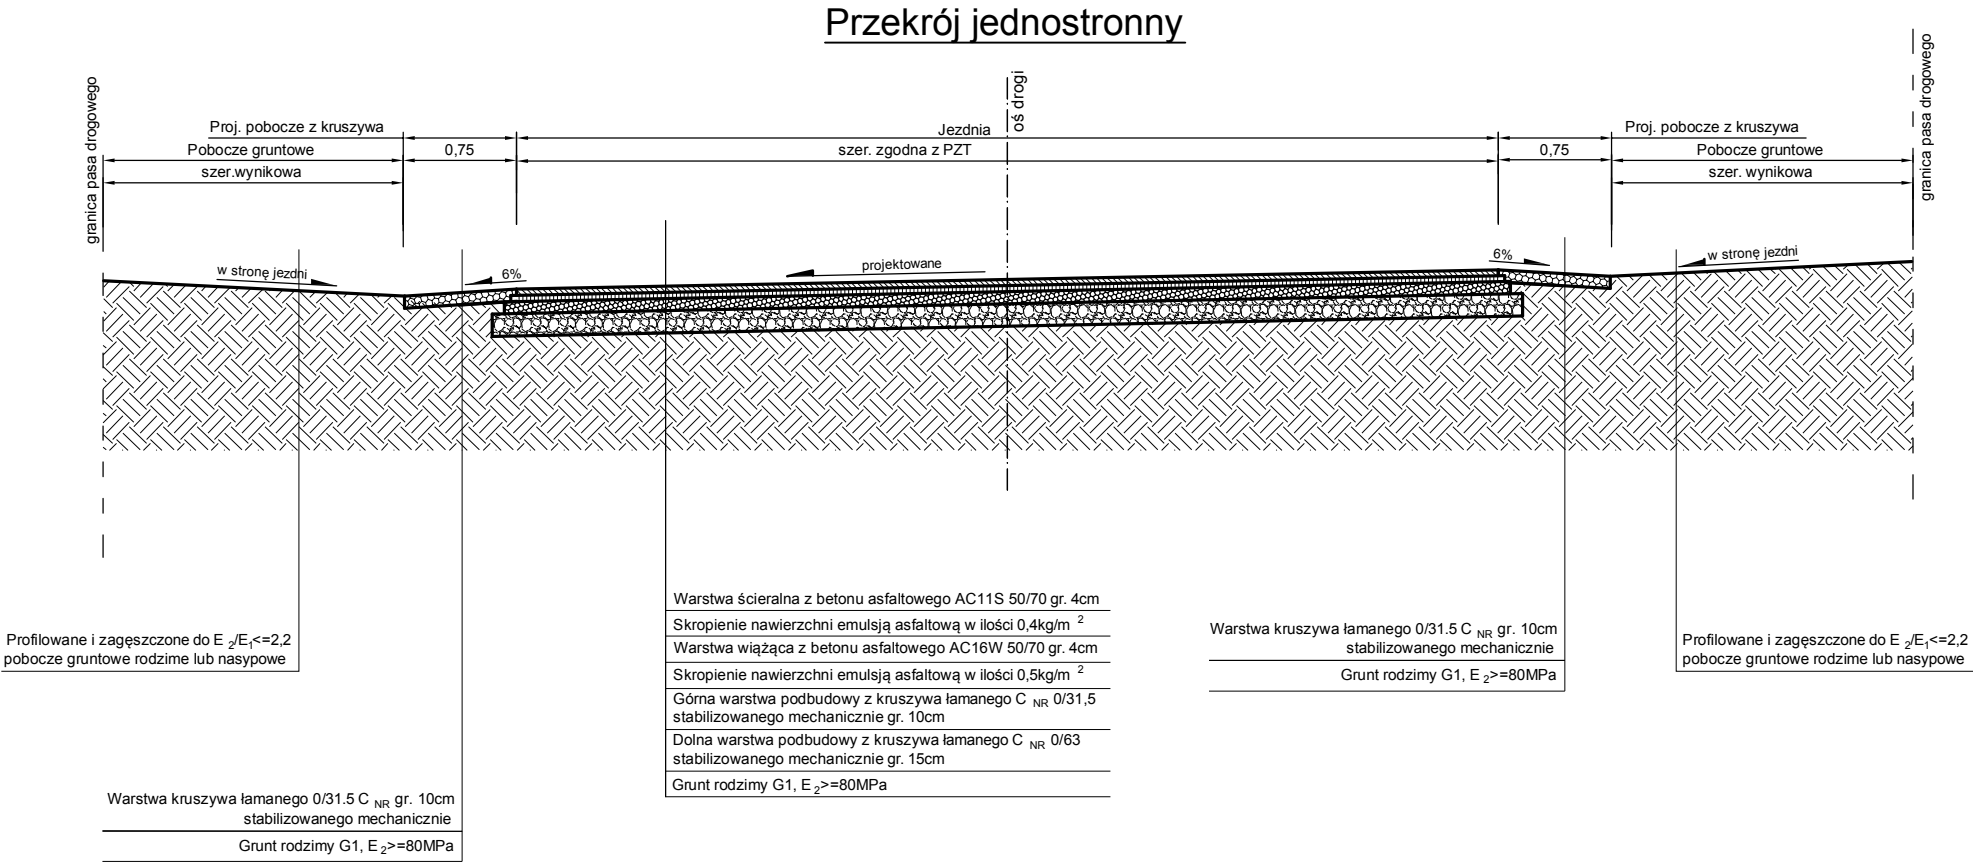 Przekrój jednostronny
granica pasa drogowego
oś drogi
granica pasa drogowego
Proj. pobocze z kruszywa
Jezdnia
Proj. pobocze z kruszywa
Pobocze gruntowe
0,75
szer. zgodna z PZT
0,75
Pobocze gruntowe
szer.wynikowa
szer. wynikowa
w stronę jezdni
6%
projektowane
6%
w stronę jezdni
Profilowane i zagęszczone do E 2/E1<=2,2
pobocze gruntowe rodzime lub nasypowe
Warstwa kruszywa łamanego 0/31.5 C NR gr. 10cm
stabilizowanego mechanicznie
Grunt rodzimy G1, E 2>=80MPa
Warstwa ścieralna z betonu asfaltowego AC11S 50/70 gr. 4cm
Skropienie nawierzchni emulsją asfaltową w ilości 0,4kg/m 2
Warstwa wiążąca z betonu asfaltowego AC16W 50/70 gr. 4cm
Skropienie nawierzchni emulsją asfaltową w ilości 0,5kg/m 2
Górna warstwa podbudowy z kruszywa łamanego C NR 0/31,5
stabilizowanego mechanicznie gr. 10cm
Dolna warstwa podbudowy z kruszywa łamanego C NR 0/63
stabilizowanego mechanicznie gr. 15cm
Grunt rodzimy G1, E 2>=80MPa
Warstwa kruszywa łamanego 0/31.5 C NR gr. 10cm
stabilizowanego mechanicznie
Grunt rodzimy G1, E 2>=80MPa
Profilowane i zagęszczone do E 2/E1<=2,2
pobocze gruntowe rodzime lub nasypowe